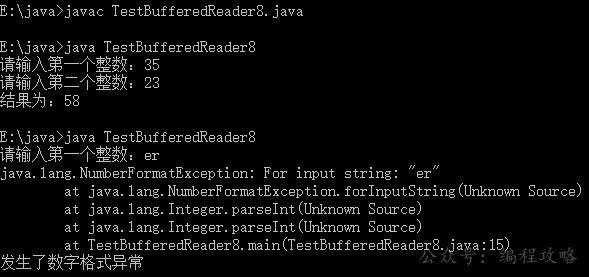 E:\java>javac TestBufferedReader8.java
E:\java>java TestBufferedReader8
请输入第一个整数：35
请输入第二个整数：23
结果为：58
E:\java>java TestBufferedReader8
请输入第一个整数：er
java.lang.NumberFormatException: For input string: "er"
at java.lang.NumberFormatException.forInputString(Unknown Source)
at java.lang.Integer.parseInt(Unknown Source)
at java.lang.Integer.parseInt(Unknown Source)
at TestBufferedReader8.main(TestBufferedReader8.java:15)
发生了数字格式异常
公众号：编程攻略